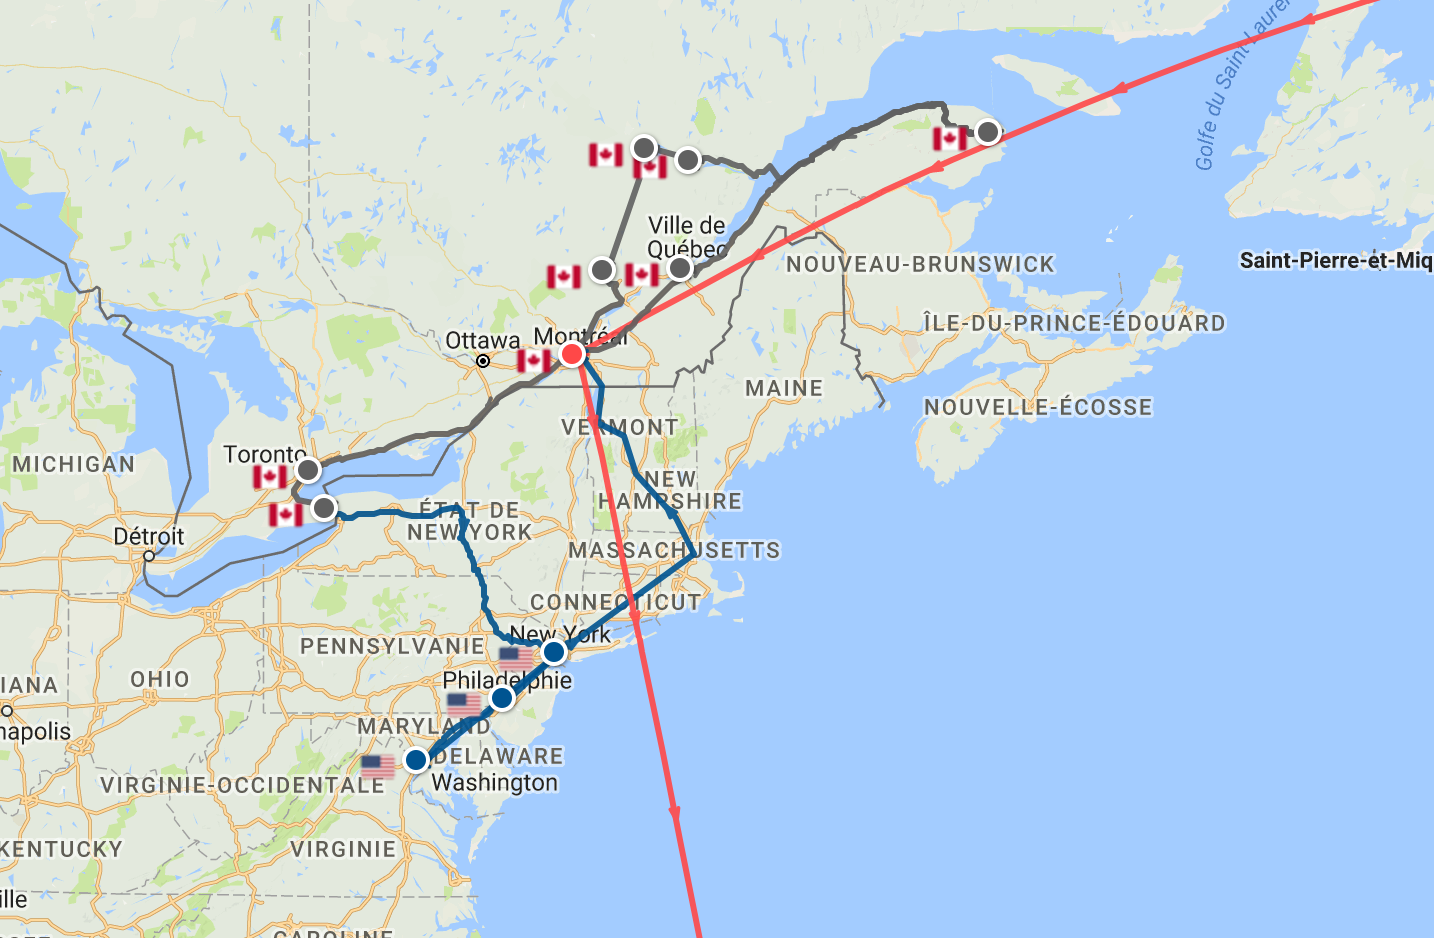 Golfe du Saint-Lauren
Ville de
Québec
NOUVEAU-BRUNSWICK
Saint-Pierre-et-Miq
ÎLE-DU-PRINCE-ÉDOUARD
Ottawa
Montréal
MAINE
NOUVELLE-ÉCOSSE
VERMONT
Toronto
MICHIGAN
NEW
HAMPSHIRE
ÉTAT DE
NEW YORK
Détroit
MASSACHUSETTS
CONNECTICUT
New York
PENNSYLVANIE
OHIO
IANA
Philadelphie
napolis
MARYLAND
DELAWARE
Washington
VIRGINIE-OCCIDENTALE
KENTUCKY
VIRGINIE
ille
CAROLINE